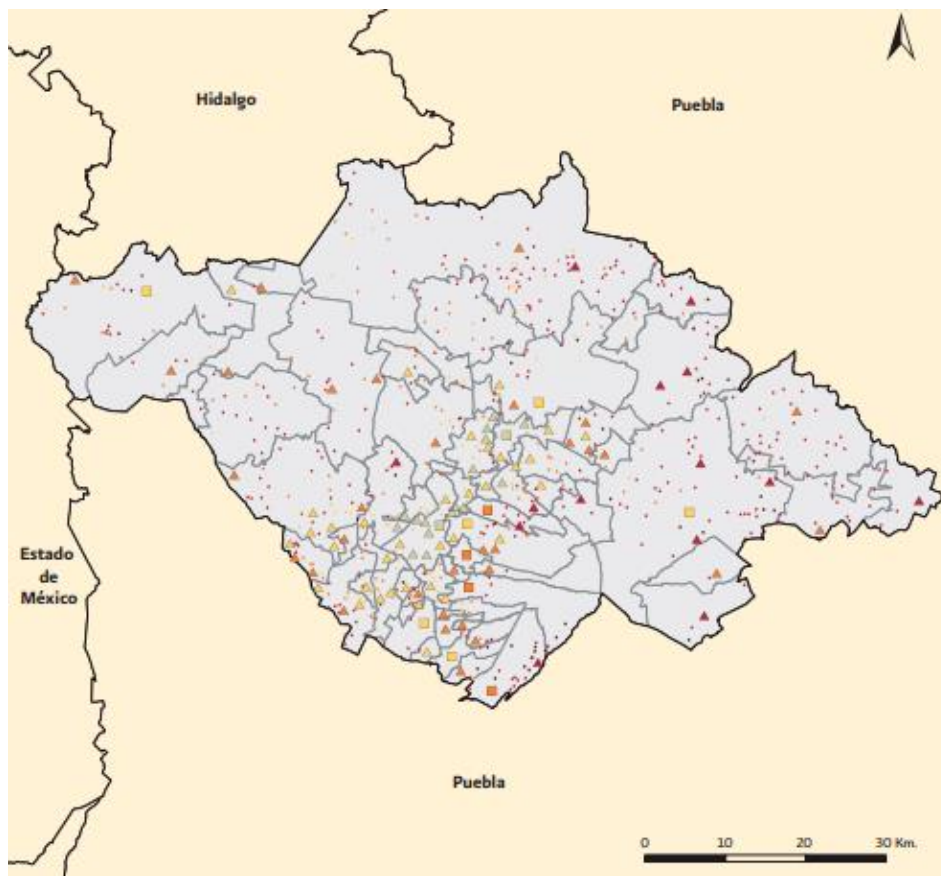 Hidalgo
Puebla
Estado
de
México
Puebla
0 10 20 30 Km.